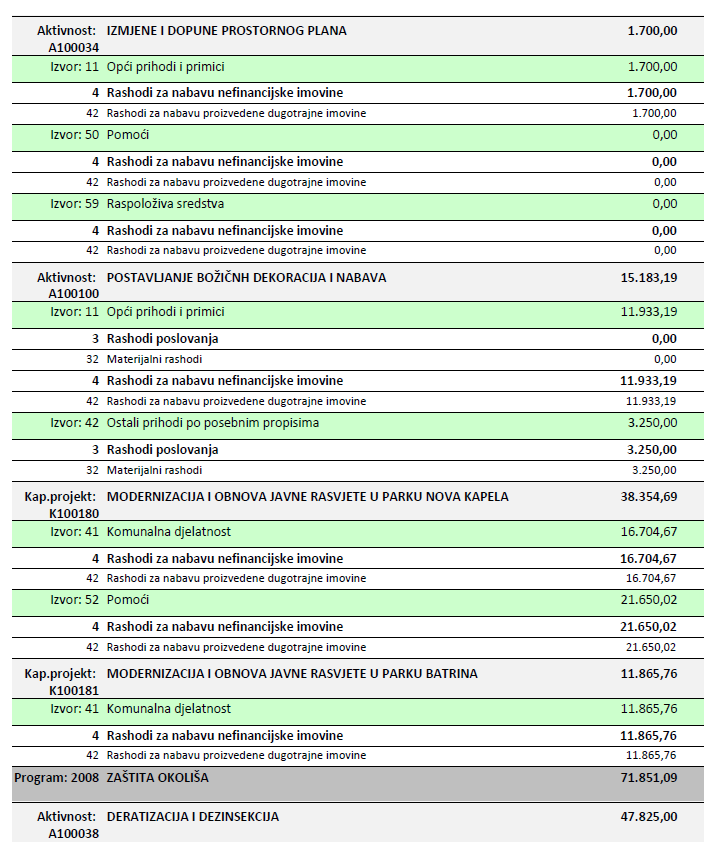 Aktivnost: IZMJENE I DOPUNE PROSTORNOG PLANA 1.700,00
A100034
Izvor: 11 Opći prihodi i primici 1.700,00
4 Rashodi za nabavu nefinancijske imovine 1.700,00
42 Rashodi za nabavu proizvedene dugotrajne imovine 1.700,00
Izvor: 50 Pomoći 0,00
4 Rashodi za nabavu nefinancijske imovine 0,00
42 Rashodi za nabavu proizvedene dugotrajne imovine 0,00
Izvor: 59 Raspoloživa sredstva 0,00
4 Rashodi za nabavu nefinancijske imovine 0,00
42 Rashodi za nabavu proizvedene dugotrajne imovine 0,00
Aktivnost: POSTAVLJANJE BOŽIČNH DEKORACIJA I NABAVA 15.183,19
A100100
Izvor: 11 Opći prihodi i primici 11.933,19
3 Rashodi poslovanja 0,00
32 Materijalni rashodi 0,00
4 Rashodi za nabavu nefinancijske imovine 11.933,19
42 Rashodi za nabavu proizvedene dugotrajne imovine 11.933,19
Izvor: 42 Ostali prihodi po posebnim propisima 3.250,00
3 Rashodi poslovanja 3.250,00
32 Materijalni rashodi 3.250,00
Kap.projekt: MODERNIZACIJA I OBNOVA JAVNE RASVJETE U PARKU NOVA KAPELA 38.354,69
K100180
Izvor: 41 Komunalna djelatnost 16.704,67
4 Rashodi za nabavu nefinancijske imovine 16.704,67
42 Rashodi za nabavu proizvedene dugotrajne imovine 16.704,67
Izvor: 52 Pomoći 21.650,02
4 Rashodi za nabavu nefinancijske imovine 21.650,02
42 Rashodi za nabavu proizvedene dugotrajne imovine 21.650,02
Kap.projekt: MODERNIZACIJA I OBNOVA JAVNE RASVJETE U PARKU BATRINA 11.865,76
K100181
Izvor: 41 Komunalna djelatnost 11.865,76
4 Rashodi za nabavu nefinancijske imovine 11.865,76
42 Rashodi za nabavu proizvedene dugotrajne imovine 11.865,76
Program: 2008 ZAŠTITA OKOLIŠA 71.851,09
Aktivnost: DERATIZACIJA I DEZINSEKCIJA 47.825,00
A100038